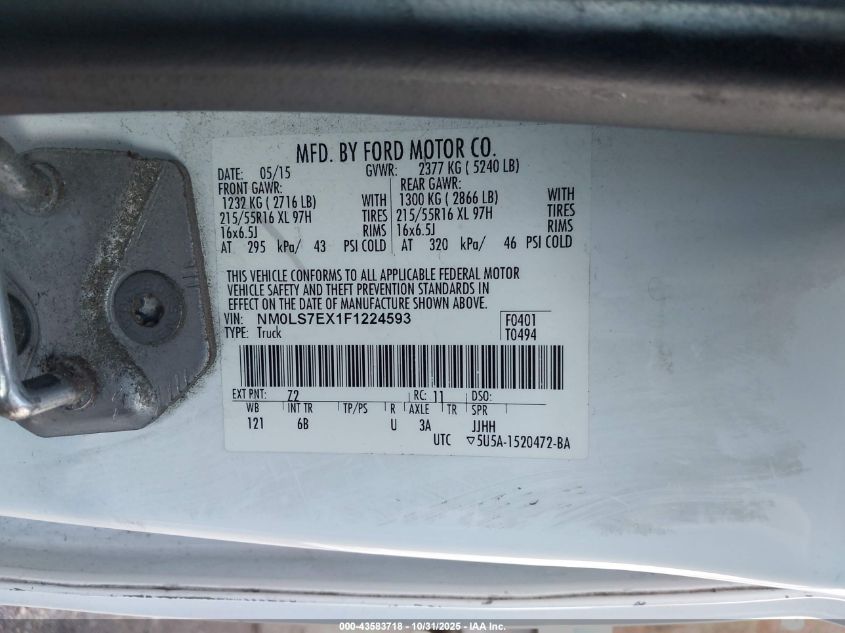 MFD. BY FORD MOTOR CO.
DATE: 05/15 GVWR: 2377 KG ( 5240 LB)
FRONT GAWR: REAR GAWR:
1232 KG ( 2716 LB) WITH 1300 KG ( 2866 LB) WITH
215/55R16 XL 97H TIRES 215/55R16 XL 97H TIRES
16x6.5J RIMS 16x6.5J RIMS
AT 295 kPa/ 43 PSI COLD AT 320 kPa/ 46 PSI COLD
THIS VEHICLE CONFORMS TO ALL APPLICABLE FEDERAL MOTOR
VEHICLE SAFETY AND THEFT PREVENTION STANDARDS IN
EFFECT ON THE DATE OF MANUFACTURE SHOWN ABOVE.
VIN: NM0LS7EX1F1224593 F0401
TYPE: Truck T0494
EXT PNT: Z2 RC: 11 DSO:
WB INT TR TP/PS R AXLE TR SPR
121 6B U 3A JJHH
UTC ▽5U5A-1520472-BA
000-43583718 - 10/31/2025 - IAA Inc.